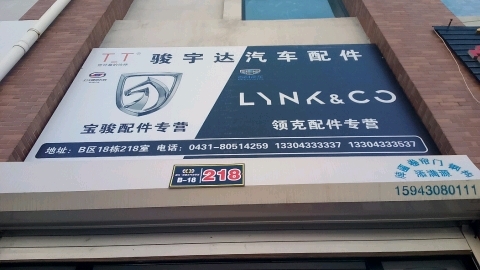 T&T 骏宇达汽车配件
LYNK&CO
宝骏配件专营
领克配件专营
地址：B区18栋218室 电话：0431-80514259 13304333337 13304333537
B-18 218
15943080111